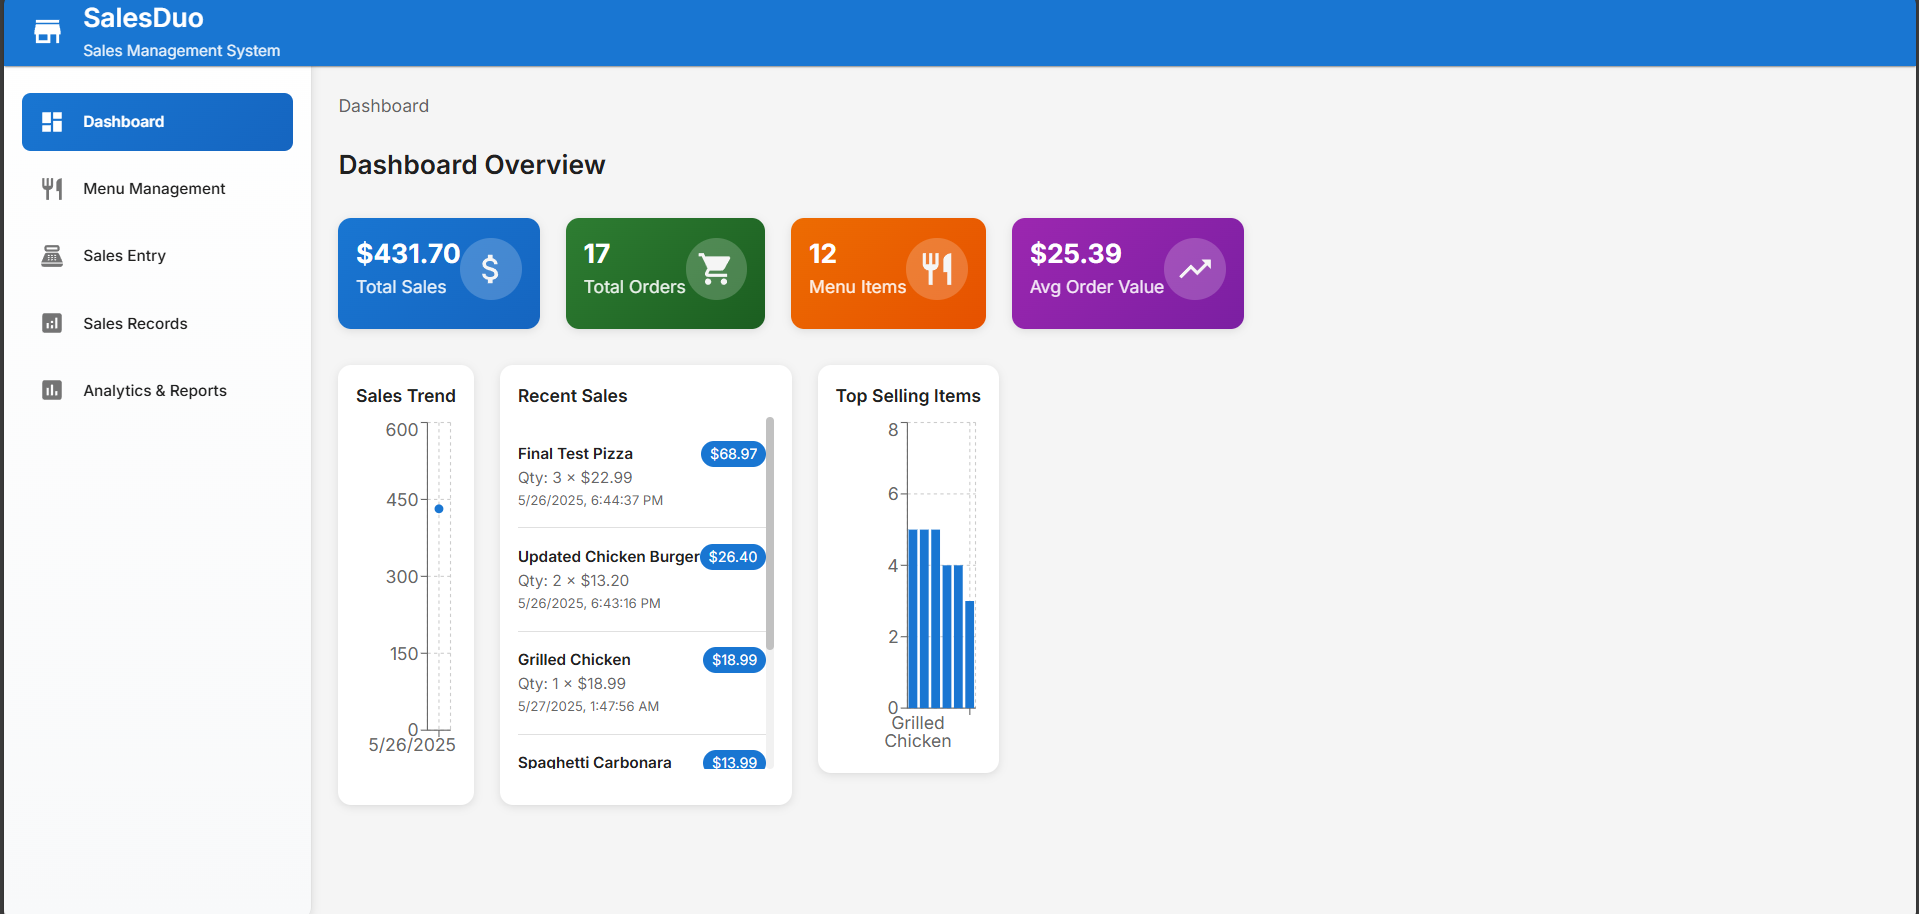 SalesDuo
Sales Management System
Dashboard
Menu Management
Sales Entry
Sales Records
Analytics & Reports
Dashboard
Dashboard Overview
$431.70
Total Sales
17
Total Orders
12
Menu Items
$25.39
Avg Order Value
Sales Trend
600
450
300
150
0
5/26/2025
Recent Sales
Final Test Pizza
$68.97
Qty: 3 × $22.99
5/26/2025, 6:44:37 PM
Updated Chicken Burger
$26.40
Qty: 2 × $13.20
5/26/2025, 6:43:16 PM
Grilled Chicken
$18.99
Qty: 1 × $18.99
5/27/2025, 1:47:56 AM
Spaghetti Carbonara
$13.99
Top Selling Items
8
6
4
2
0
Grilled
Chicken